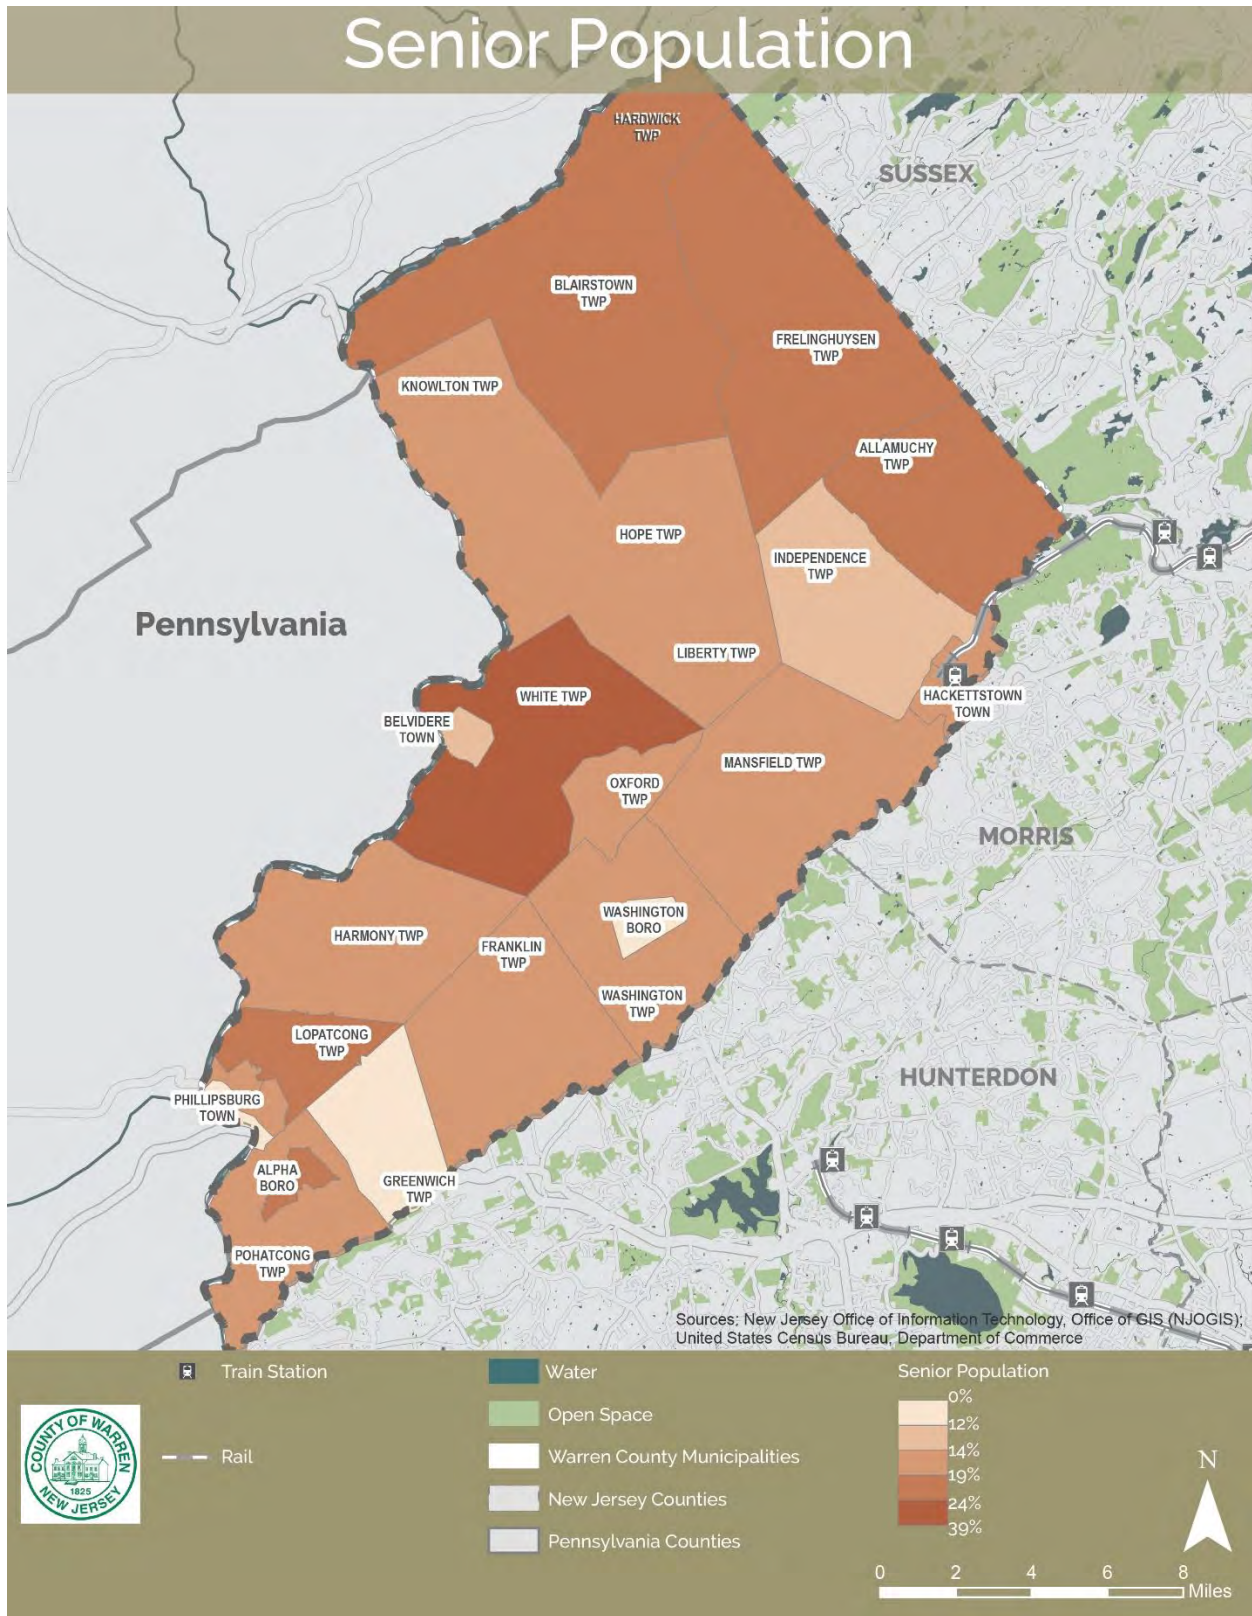 Senior Population
HARDWICK
TWP
SUSSEX
BLAIRSTOWN
TWP
FRELINGHUYSEN
TWP
KNOWLTON TWP
ALLAMUCHY
TWP
HOPE TWP
INDEPENDENCE
TWP
Pennsylvania
LIBERTY TWP
WHITE TWP
HACKETTSTOWN
TOWN
BELVIDERE
TOWN
MANSFIELD TWP
OXFORD
TWP
MORRIS
WASHINGTON
BORO
HARMONY TWP
FRANKLIN
TWP
WASHINGTON
TWP
LOPATCONG
TWP
HUNTERDON
PHILLIPSBURG
TOWN
ALPHA
BORO
GREENWICH
TWP
POHATCONG
TWP
Sources: New Jersey Office of Information Technology, Office of GIS (NJOGIS);
United States Census Bureau, Department of Commerce
Train Station
Rail
Water
Open Space
Warren County Municipalities
New Jersey Counties
Pennsylvania Counties
Senior Population
0%
12%
14%
19%
24%
39%
COUNTY OF WARREN
1825
NEW JERSEY
N
0 2 4 6 8
Miles